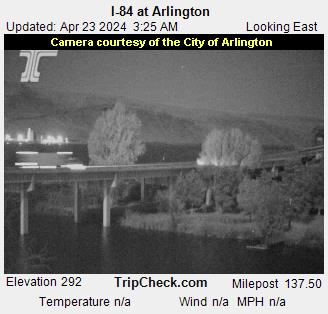 I-84 at Arlington
Updated: Apr 23 2024 3:25 AM Looking East
Camera courtesy of the City of Arlington
Elevation 292 TripCheck.com Milepost 137.50
Temperature n/a Wind n/a MPH n/a